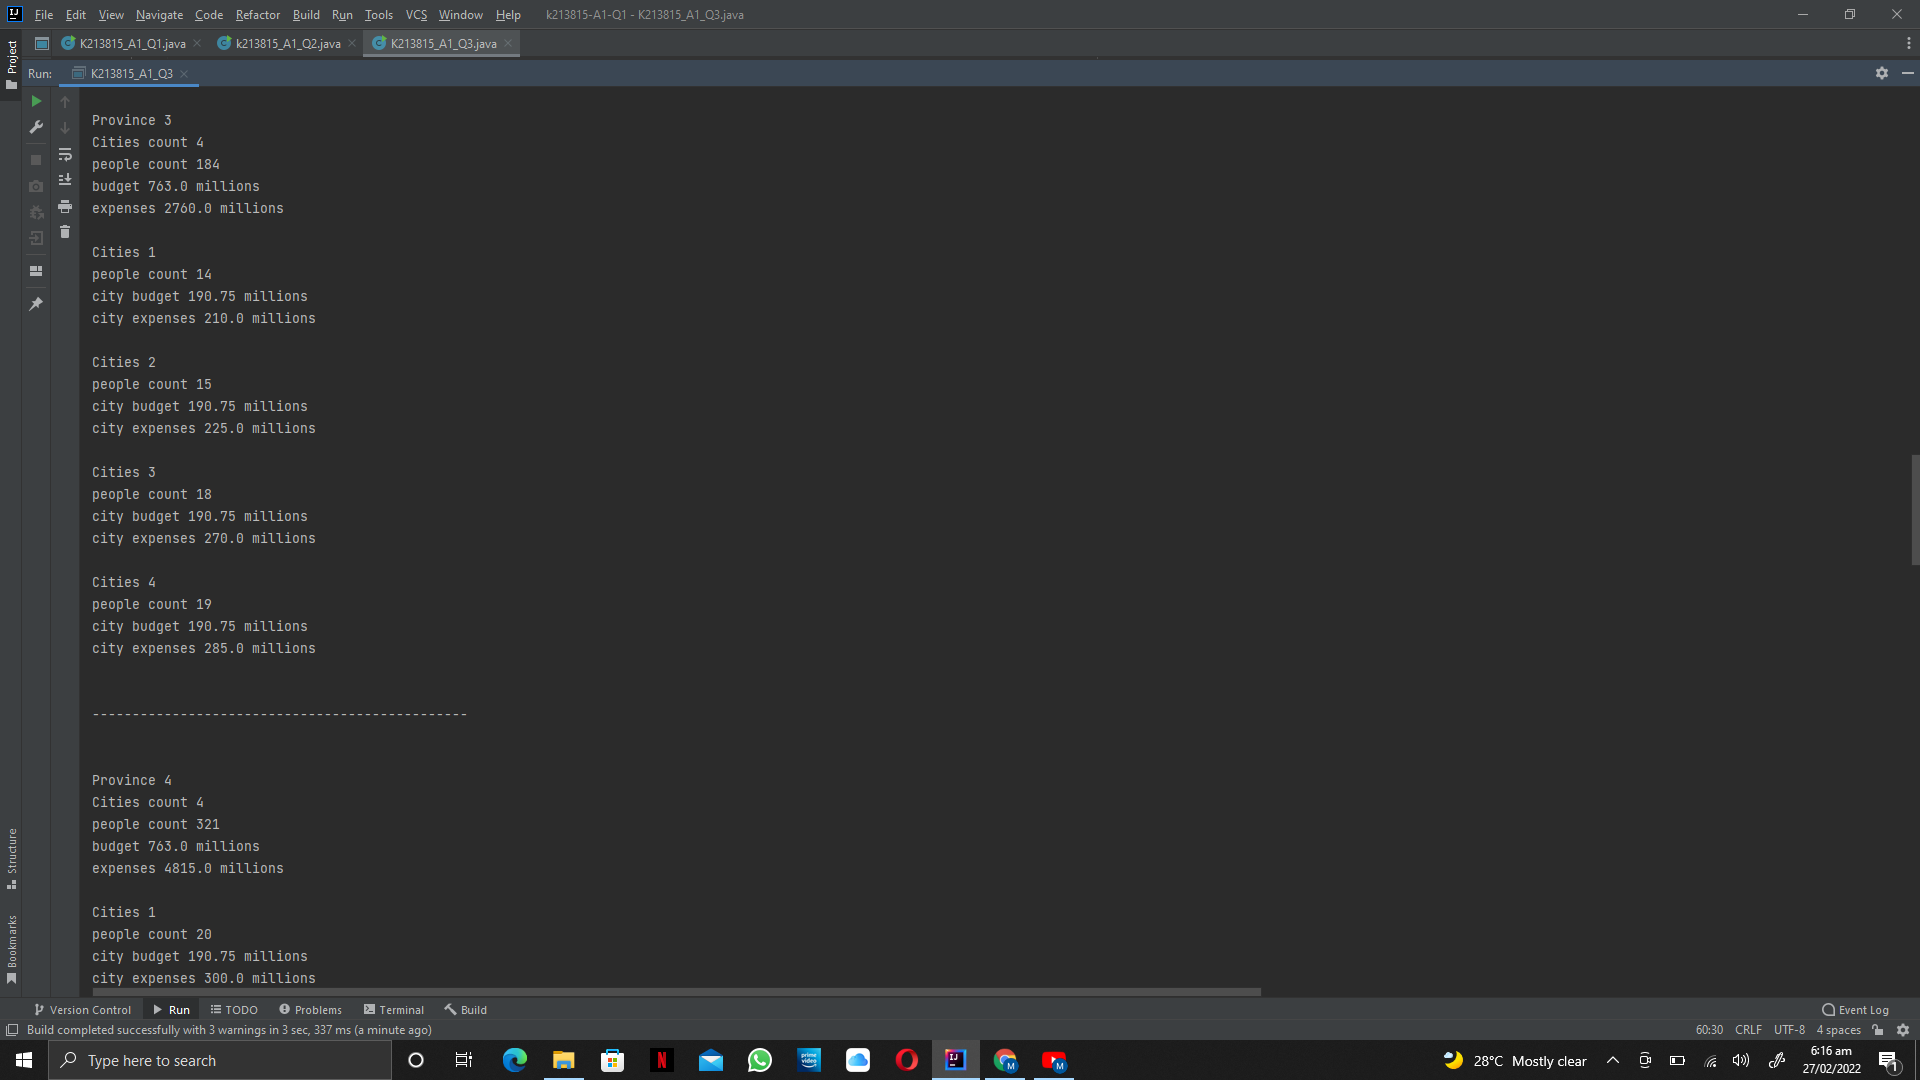 File Edit View Navigate Code Refactor Build Run Tools VCS Window Help k213815-A1-Q1 - K213815_A1_Q3.java
K213815_A1_Q1.java k213815_A1_Q2.java K213815_A1_Q3.java
Project
Run: K213815_A1_Q3
Province 3
Cities count 4
people count 184
budget 763.0 millions
expenses 2760.0 millions
Cities 1
people count 14
city budget 190.75 millions
city expenses 210.0 millions
Cities 2
people count 15
city budget 190.75 millions
city expenses 225.0 millions
Cities 3
people count 18
city budget 190.75 millions
city expenses 270.0 millions
Cities 4
people count 19
city budget 190.75 millions
city expenses 285.0 millions
-----------------------------------------------
Province 4
Cities count 4
people count 321
budget 763.0 millions
expenses 4815.0 millions
Cities 1
people count 20
city budget 190.75 millions
city expenses 300.0 millions
Structure
Bookmarks
Version Control Run TODO Problems Terminal Build Event Log
Build completed successfully with 3 warnings in 3 sec, 337 ms (a minute ago) 60:30 CRLF UTF-8 4 spaces
Type here to search 28°C Mostly clear 6:16 am
27/02/2022 1